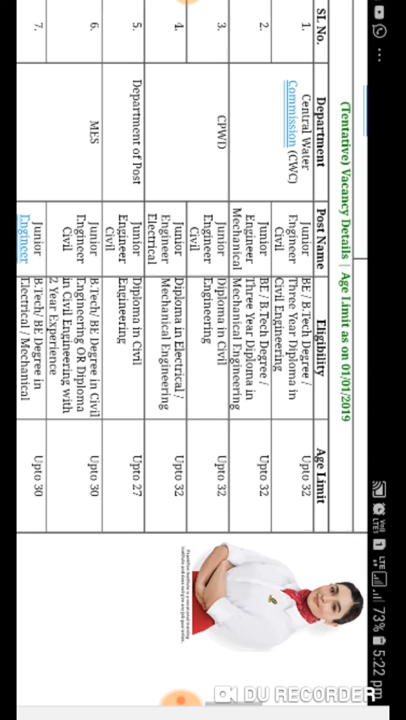 5:22 pm
73%
LTE
1
VoII
LTE1
(Tentative) Vacancy Details | Age Limit as on 01/01/2019
SL No. Department Post Name Eligibility Age Limit
1. Central Water
Commission (CWC)
Junior
Engineer
Civil
BE / B.Tech Degree /
Three Year Diploma in
Civil Engineering
Upto 32
2. Junior
Engineer
Mechanical
BE / B.Tech Degree /
Three Year Diploma in
Mechanical Engineering
Upto 32
3. CPWD
Junior
Engineer
Civil
Diploma in Civil
Engineering
Upto 32
4. Junior
Engineer
Electrical
Diploma in Electrical /
Mechanical Engineering
Upto 32
5. Department of Post
Junior
Engineer
Civil
Diploma in Civil
Engineering
Upto 27
6. MES
Junior
Engineer
Civil
B.Tech/ BE Degree in Civil
Engineering OR Diploma
in Civil Engineering with
2 Year Experience
Upto 30
7. Junior
Engineer
B.Tech/ BE Degree in
Electrical / Mechanical
Upto 30
DU RECORDER